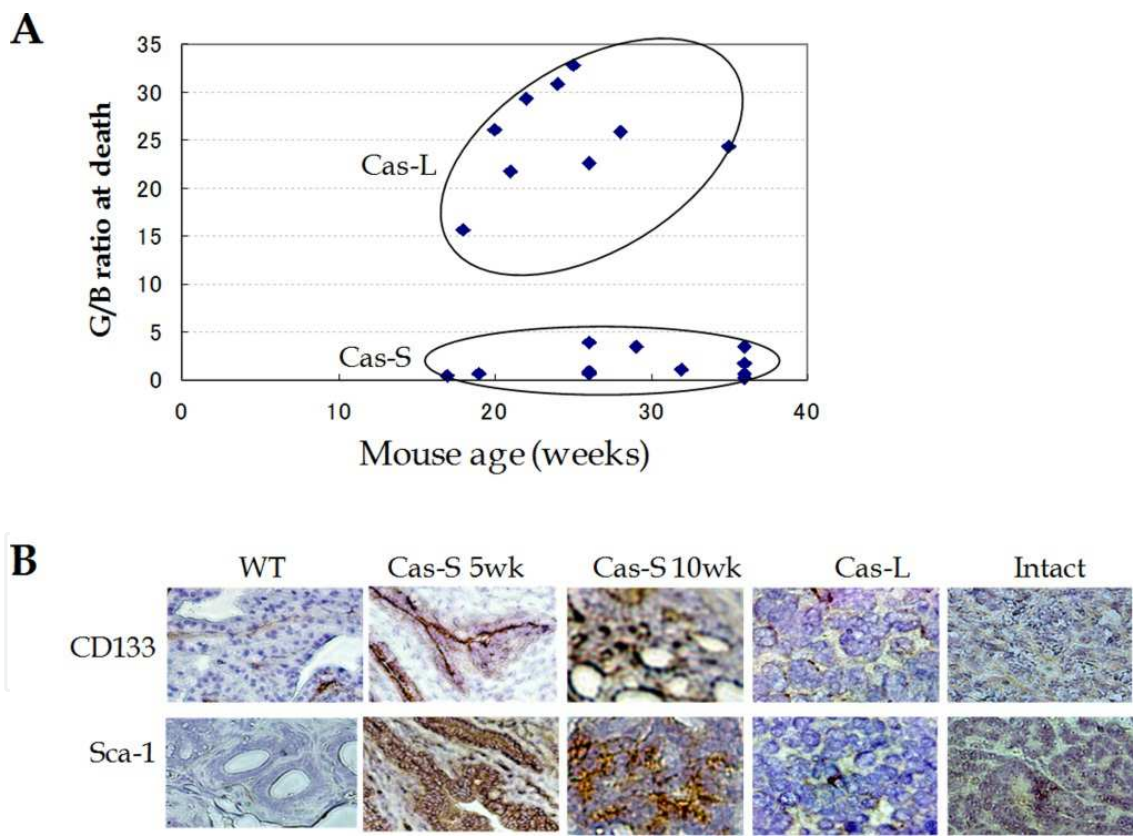 A
G/B ratio at death
35
30
25
20
15
10
5
0
Cas-L
Cas-S
0 10 20 30 40
Mouse age (weeks)
B
WT Cas-S 5wk Cas-S 10wk Cas-L Intact
CD133
Sca-1